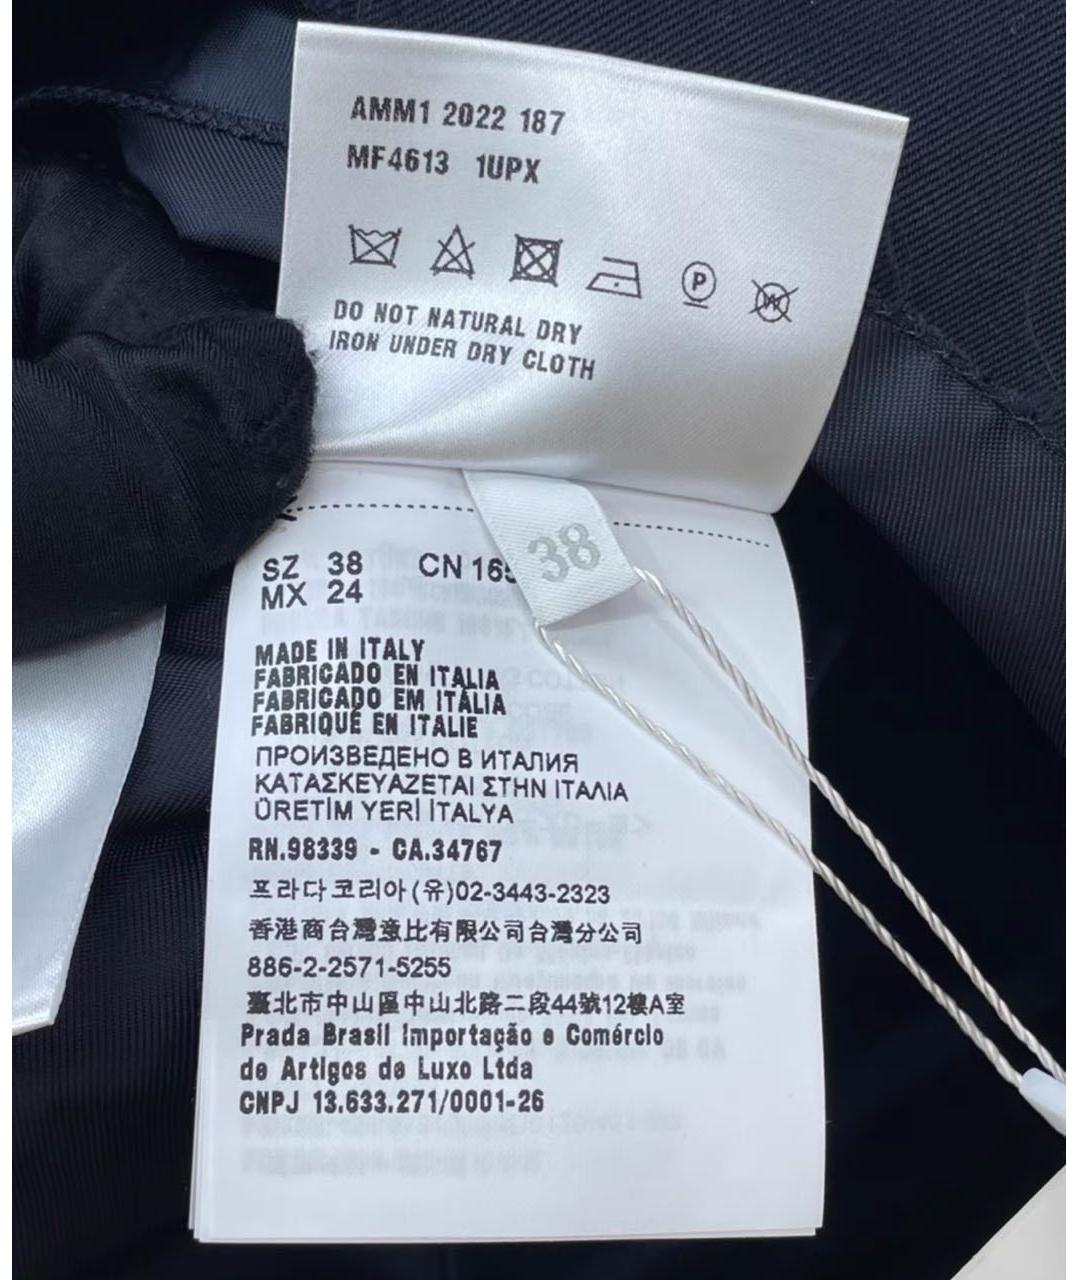 AMM1 2022 187
MF4613 1UPX
P
W
DO NOT NATURAL DRY
IRON UNDER DRY CLOTH
38
SZ 38 CN 165
MX 24
MADE IN ITALY
FABRICADO EN ITALIA
FABRICADO EM ITÁLIA
FABRIQUÉ EN ITALIE
ПРОИЗВЕДЕНО В ИТАЛИЯ
ΚΑΤΑΣΚΕΥΑΖΕΤΑΙ ΣΤΗΝ ΙΤΑΛΙΑ
ÜRETİM YERİ İTALYA
RN.98339 - CA.34767
프라다코리아(유)02-3443-2323
香港商台灣意比有限公司台灣分公司
886-2-2571-5255
臺北市中山區中山北路二段44號12樓A室
Prada Brasil Importação e Comércio
de Artigos de Luxo Ltda
CNPJ 13.633.271/0001-26